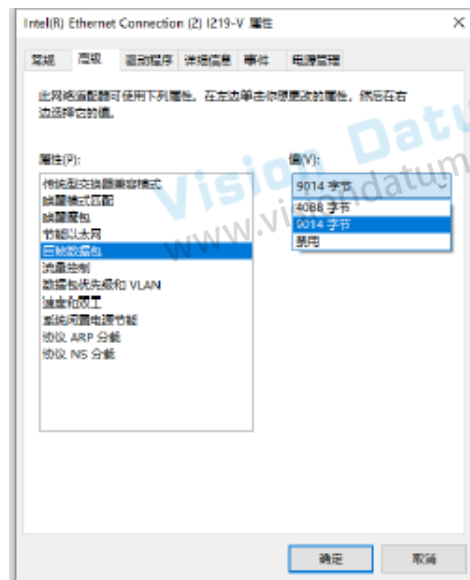 Intel(R) Ethernet Connection (2) I219-V 属性
常规 高级 驱动程序 详细信息 事件 电源管理
此网络适配器可使用下列属性。在左边单击你想更改的属性，然后在右
边选择它的值。
属性(P):
值(V):
传统型交换器兼容模式
唤醒模式匹配
唤醒魔包
节能以太网
巨帧数据包
流量控制
数据包优先级和 VLAN
速度和双工
系统闲置电源节能
协议 ARP 分载
协议 NS 分载
9014 字节
4088 字节
9014 字节
禁用
Vision Datu
www.visiondatum
确定
取消